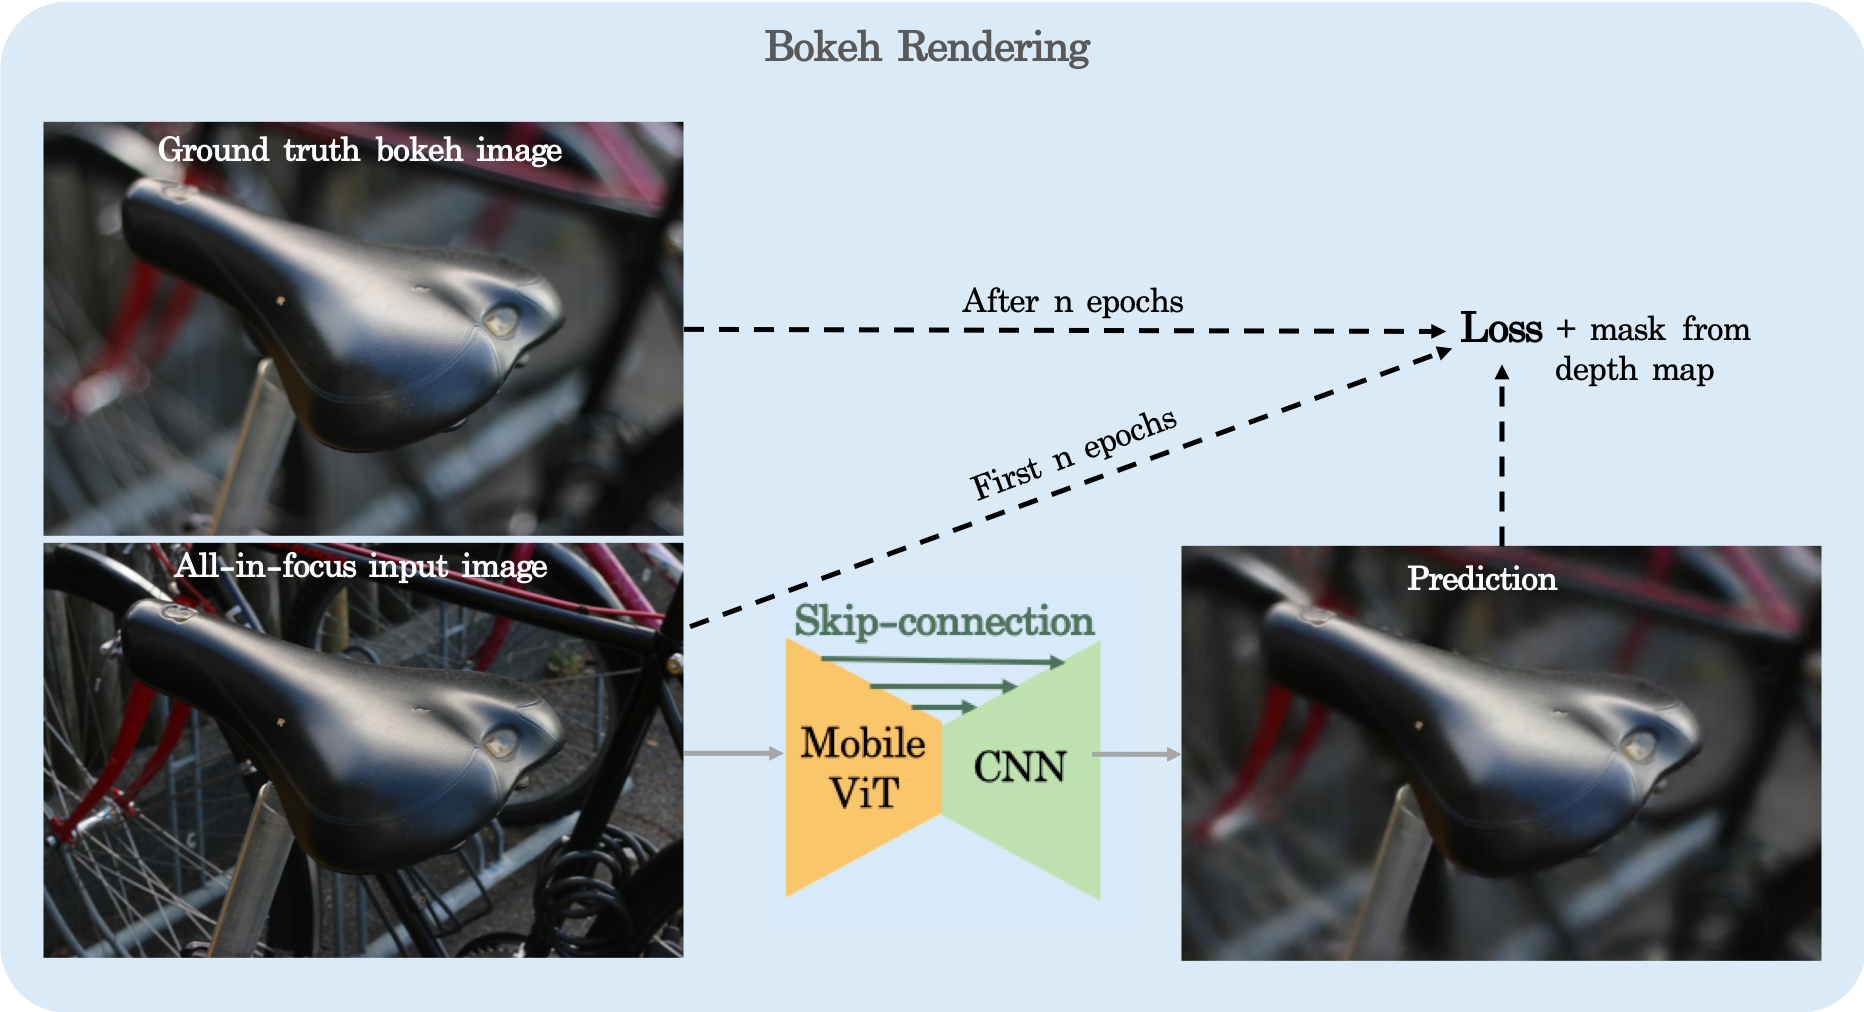 Bokeh Rendering
Ground truth bokeh image
After n epochs
Loss + mask from
depth map
First n epochs
All-in-focus input image
Prediction
Skip-connection
Mobile
ViT
CNN